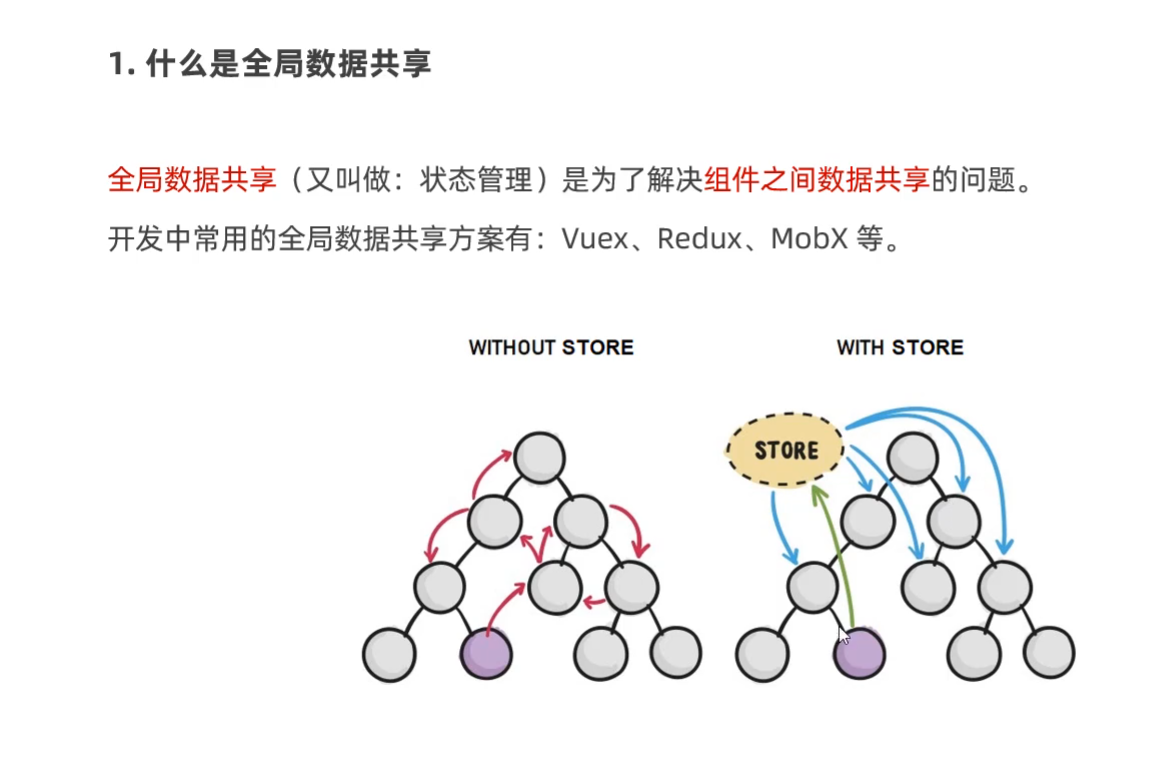 1. 什么是全局数据共享
全局数据共享（又叫做：状态管理）是为了解决组件之间数据共享的问题。
开发中常用的全局数据共享方案有：Vuex、Redux、MobX 等。
WITHOUT STORE
WITH STORE
STORE